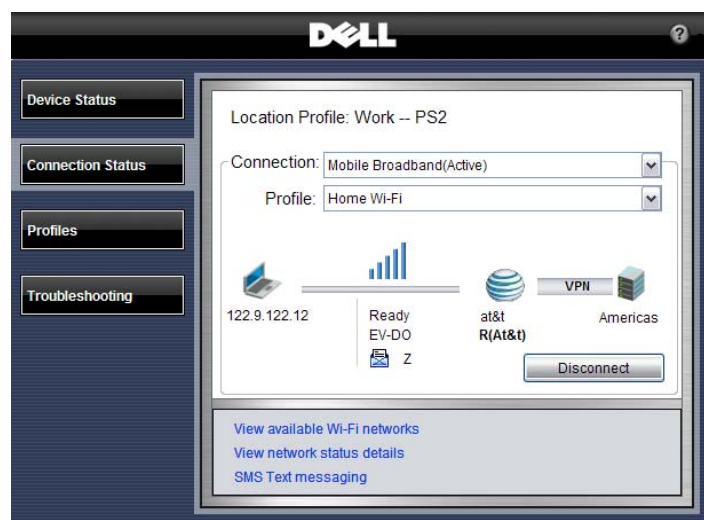 DELL
?
Device Status
Connection Status
Profiles
Troubleshooting
Location Profile: Work -- PS2
Connection: Mobile Broadband(Active)
Profile: Home Wi-Fi
VPN
122.9.122.12 Ready at&t Americas
EV-DO R(At&t)
Z
Disconnect
View available Wi-Fi networks
View network status details
SMS Text messaging